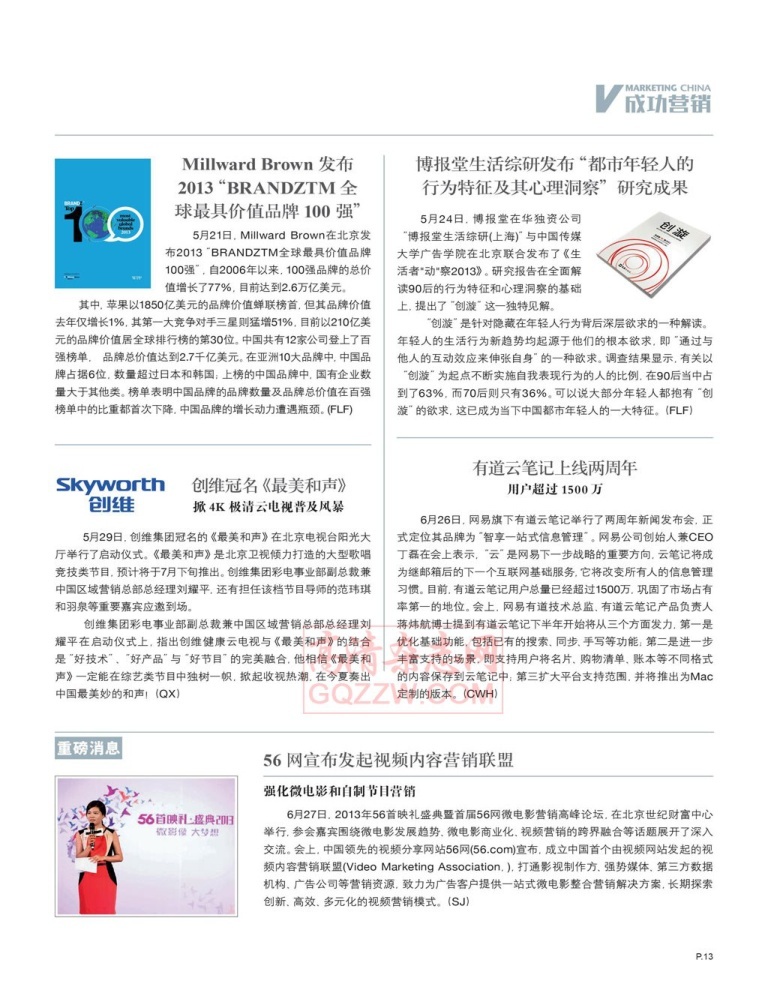 MARKETING CHINA
成功营销
BRANDZ
Top
100
most
valuable
global
brands
2013
Millward Brown 发布
2013 “BRANDZTM 全
球最具价值品牌 100 强”
5月21日, Millward Brown在北京发
布2013 “BRANDZTM全球最具价值品牌
100强”, 自2006年以来, 100强品牌的总价
值增长了77%, 目前达到2.6万亿美元。
其中, 苹果以1850亿美元的品牌价值蝉联榜首, 但其品牌价值
去年仅增长1%, 其第一大竞争对手三星则猛增51%, 目前以210亿美
元的品牌价值居全球排行榜的第30位。中国共有12家公司登上了百
强榜单, 品牌总价值达到2.7千亿美元。在亚洲10大品牌中, 中国品
牌占据6位, 数量超过日本和韩国; 上榜的中国品牌中, 国有企业数
量大于其他类。榜单表明中国品牌的品牌数量及品牌总价值在百强
榜单中的比重都首次下降, 中国品牌的增长动力遭遇瓶颈。(FLF)
博报堂生活综研发布 “都市年轻人的
行为特征及其心理洞察” 研究成果
5月24日, 博报堂在华独资公司
“博报堂生活综研(上海)” 与中国传媒
大学广告学院在北京联合发布了《生
活者“动”察2013》。研究报告在全面解
读90后的行为特征和心理洞察的基础
上, 提出了 “创漩” 这一独特见解。
创漩
“创漩” 是针对隐藏在年轻人行为背后深层欲求的一种解读。
年轻人的生活行为新趋势均起源于他们的根本欲求, 即 “通过与
他人的互动效应来伸张自身” 的一种欲求。调查结果显示, 有关以
“创漩” 为起点不断实施自我表现行为的人的比例, 在90后当中占
到了63%, 而70后则只有36%。可以说大部分年轻人都抱有 “创
漩” 的欲求, 这已成为当下中国都市年轻人的一大特征。(FLF)
Skyworth
创维
创维冠名《最美和声》
掀 4K 极清云电视普及风暴
5月29日, 创维集团冠名的《最美和声》在北京电视台阳光大
厅举行了启动仪式。《最美和声》是北京卫视倾力打造的大型歌唱
竞技类节目, 预计将于7月下旬推出。创维集团彩电事业部副总裁兼
中国区域营销总部总经理刘耀平, 还有担任该档节目导师的范玮琪
和羽泉等重要嘉宾应邀到场。
创维集团彩电事业部副总裁兼中国区域营销总部总经理刘
耀平在启动仪式上, 指出创维健康云电视与《最美和声》的结合
是 “好技术”、“好产品” 与 “好节目” 的完美融合, 他相信《最美和
声》一定能在综艺类节目中独树一帜, 掀起收视热潮, 在今夏奏出
中国最美妙的和声! (QX)
有道云笔记上线两周年
用户超过 1500 万
6月26日, 网易旗下有道云笔记举行了两周年新闻发布会, 正
式定位其品牌为 “智享一站式信息管理”。网易公司创始人兼CEO
丁磊在会上表示, “云” 是网易下一步战略的重要方向, 云笔记将成
为继邮箱后的下一个互联网基础服务, 它将改变所有人的信息管理
习惯。目前, 有道云笔记用户总量已经超过1500万, 巩固了市场占有
率第一的地位。会上, 网易有道技术总监, 有道云笔记产品负责人
蒋炜航博士提到有道云笔记下半年开始将从三个方面发力, 第一是
优化基础功能, 包括已有的搜索, 同步, 手写等功能; 第二是进一步
丰富支持的场景, 即支持用户将名片, 购物清单, 账本等不同格式
的内容保存到云笔记中; 第三扩大平台支持范围, 并将推出为Mac
定制的版本。(CWH)
高清杂志网
GQZZW.COM
重磅消息
56首映礼·盛典2013
微影像 大梦想
56 网宣布发起视频内容营销联盟
强化微电影和自制节目营销
6月27日, 2013年56首映礼盛典暨首届56网微电影营销高峰论坛, 在北京世纪财富中心
举行, 参会嘉宾围绕微电影发展趋势, 微电影商业化, 视频营销的跨界融合等话题展开了深入
交流。会上, 中国领先的视频分享网站56网(56.com)宣布, 成立中国首个由视频网站发起的视
频内容营销联盟(Video Marketing Association, ), 打通影视制作方, 强势媒体, 第三方数据
机构, 广告公司等营销资源, 致力为广告客户提供一站式微电影整合营销解决方案, 长期探索
创新、高效、多元化的视频营销模式。(SJ)
P.13